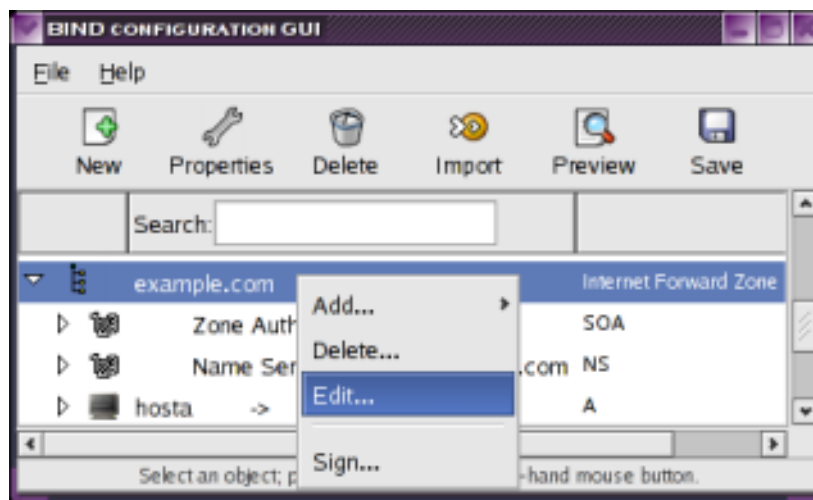 BIND CONFIGURATION GUI
File Help
New Properties Delete Import Preview Save
Search:
example.com Internet Forward Zone
Zone Auth SOA
Name Ser .com NS
hosta -> A
Add...
Delete...
Edit...
Sign...
Select an object; p -hand mouse button.